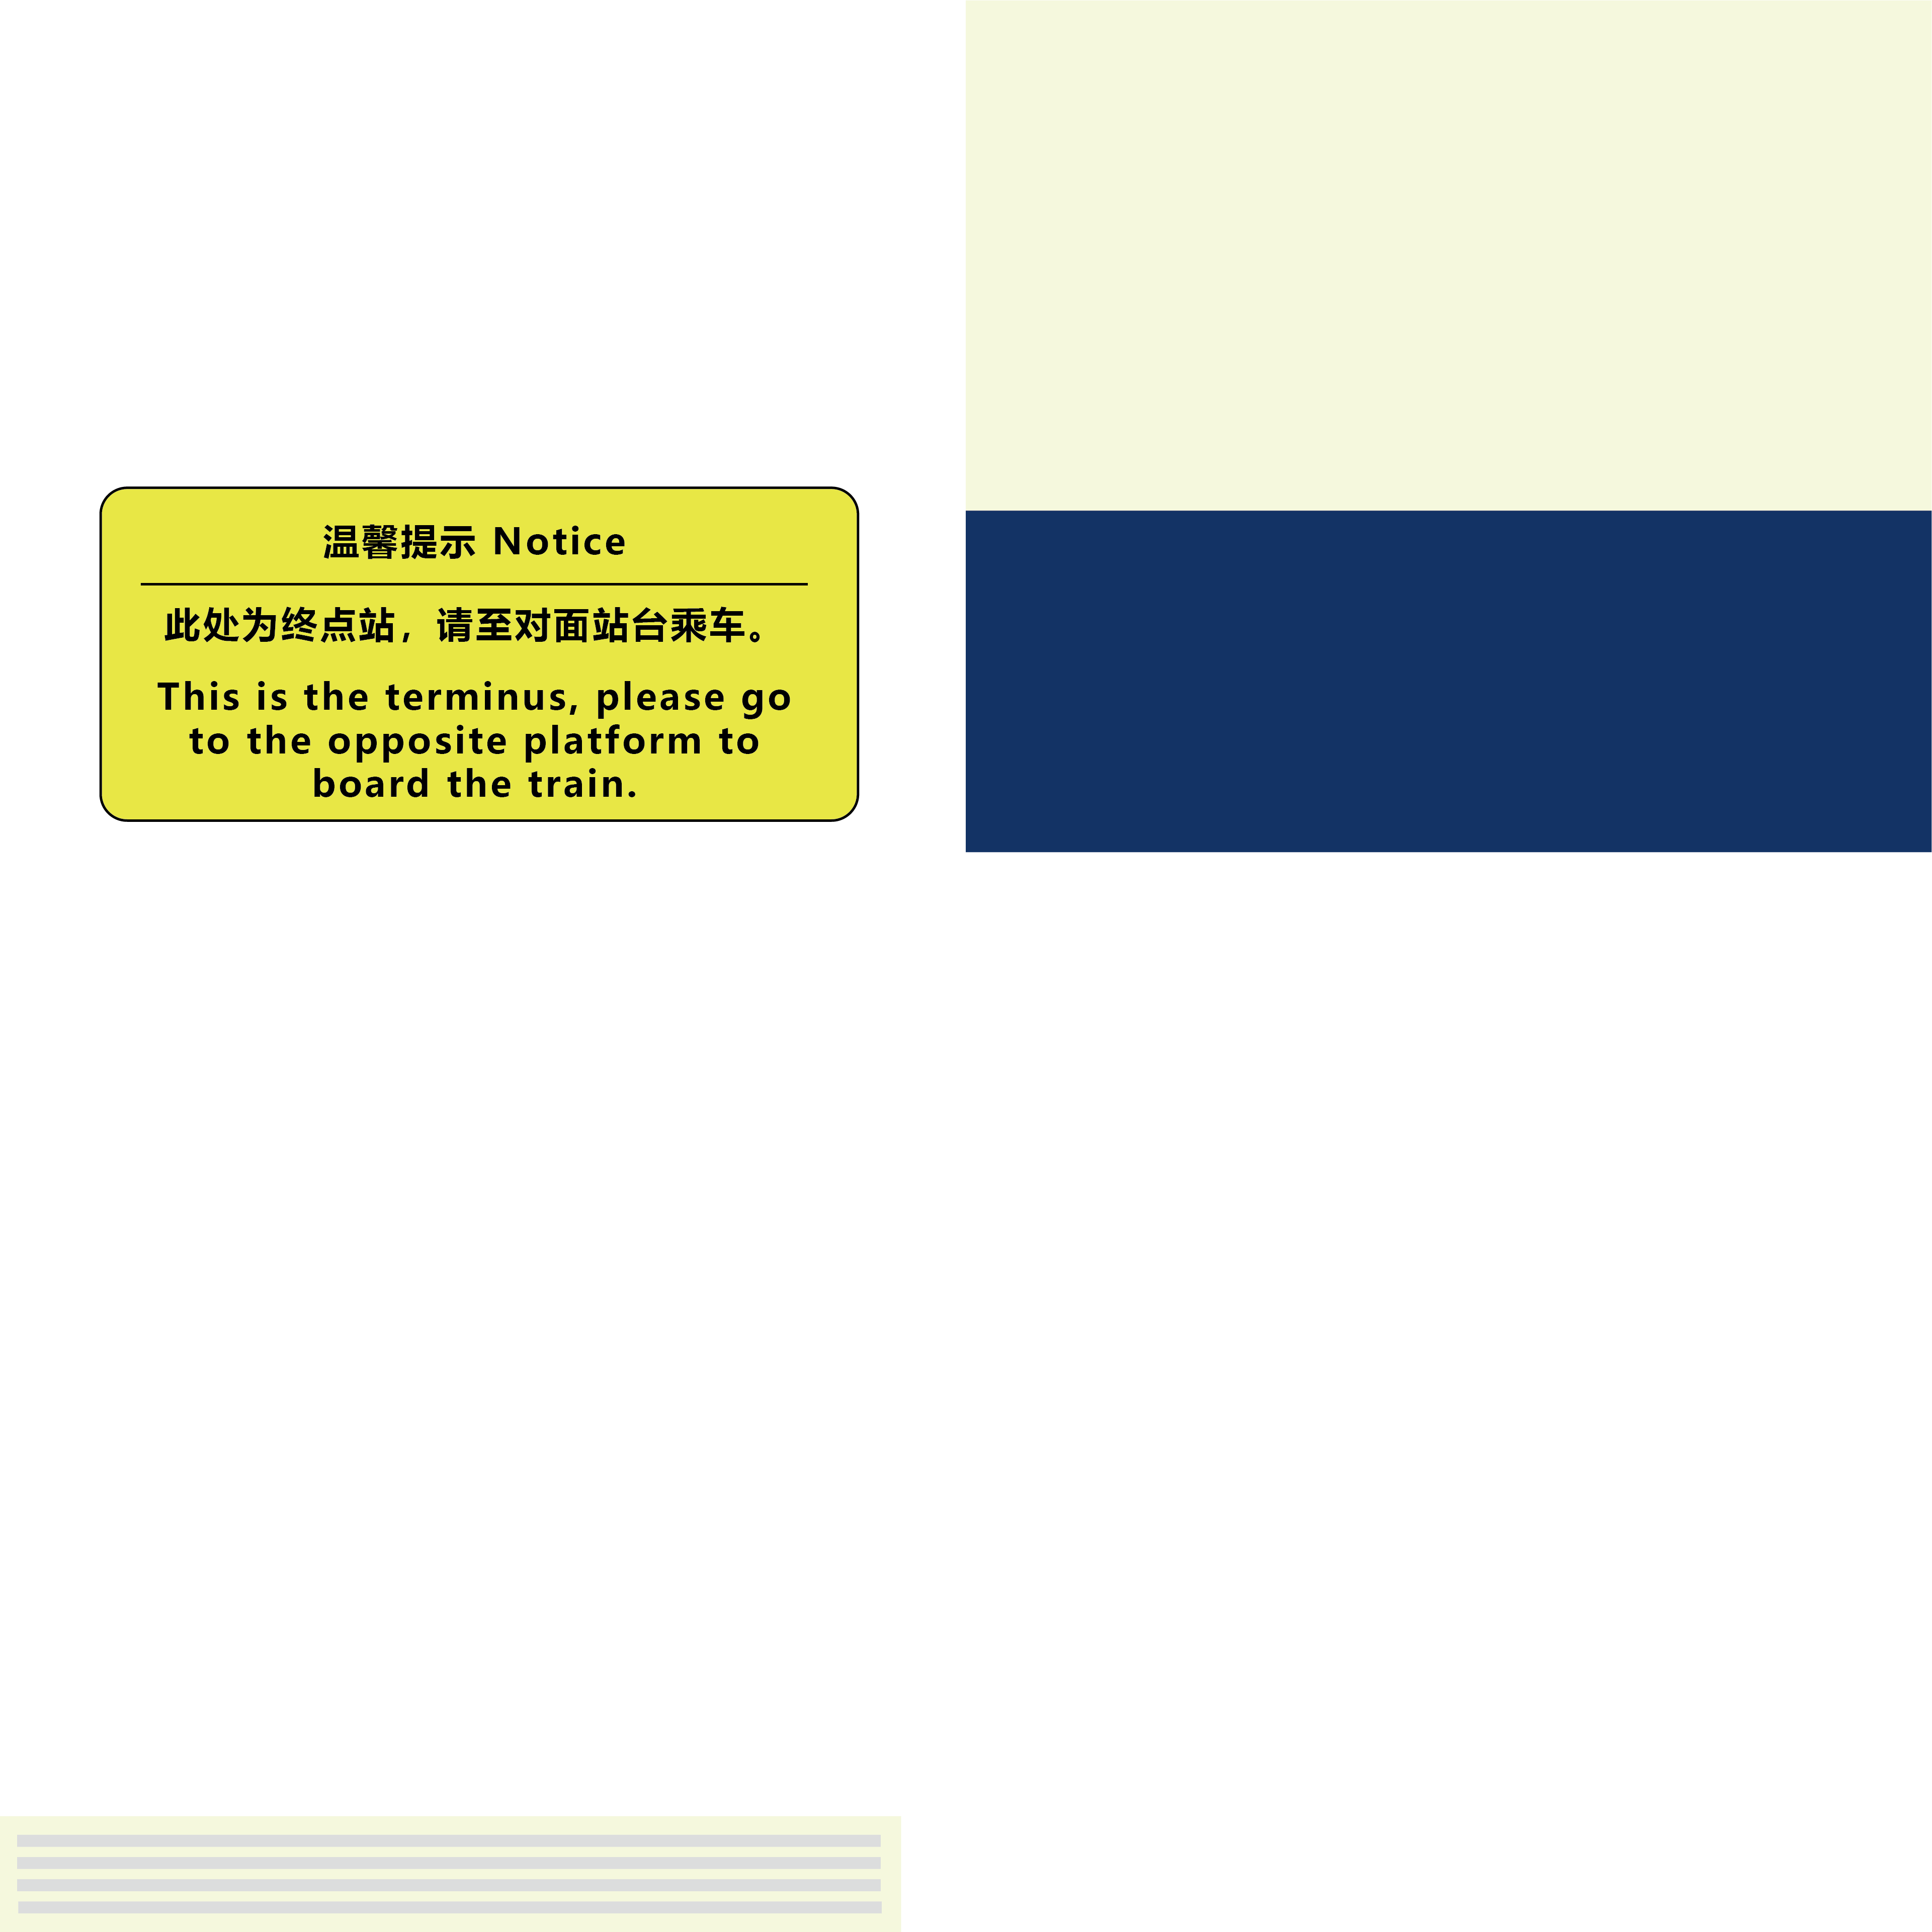 温馨提示 Notice
此处为终点站，请至对面站台乘车。
This is the terminus, please go
to the opposite platform to
board the train.